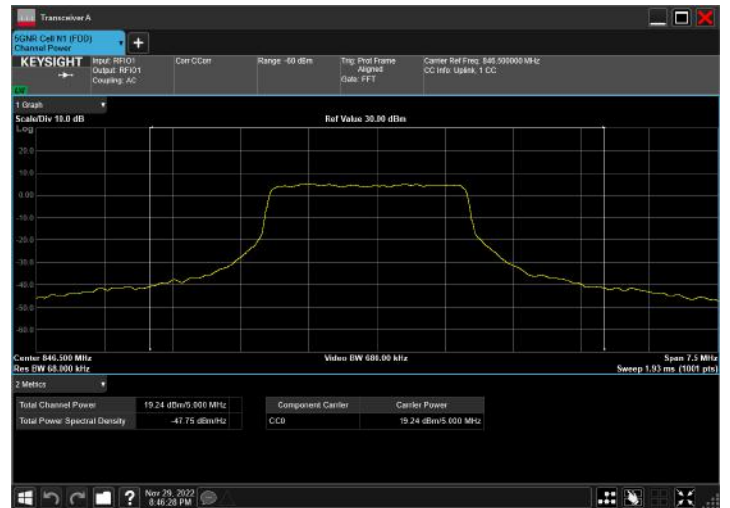 Transceiver A
5GNR Cell N1 (FDD)
Channel Power
KEYSIGHT
Input: RFIO1
Output: RFIO1
Coupling: AC
Corr CCorr
Range -60 dBm
Trig: Prot Frame
Aligned
Gate: FFT
Carrier Ref Freq: 846.500000 MHz
CC Info: Uplink, 1 CC
1 Graph
Scale/Div 10.0 dB
Ref Value 30.00 dBm
Log
20.0
10.0
0.00
-10.0
-20.0
-30.0
-40.0
-50.0
-60.0
Center 846.500 MHz
Video BW 680.00 kHz
Span 7.5 MHz
Res BW 68.000 kHz
Sweep 1.93 ms (1001 pts)
2 Metrics
Total Channel Power
19.24 dBm/5.000 MHz
Total Power Spectral Density
-47.75 dBm/Hz
Component Carrier
Carrier Power
CC0
19.24 dBm/5.000 MHz
Nov 29, 2022
8:46:28 PM